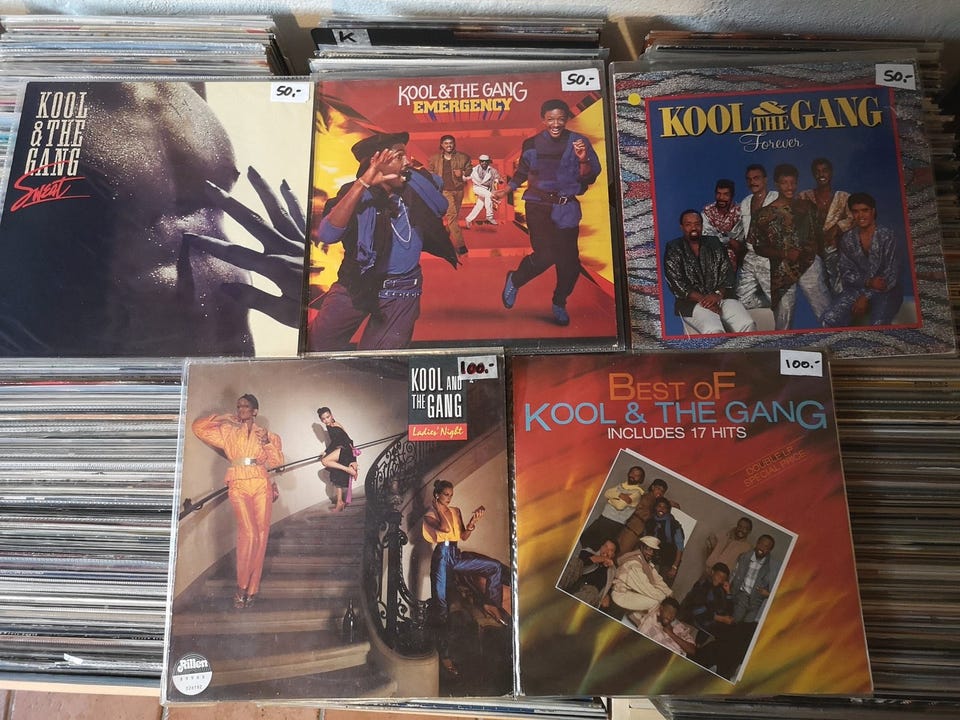 KOOL
& THE
GANG
Sweat
50.-
K
KOOL & THE GANG
EMERGENCY
50.-
KOOL & THE GANG
Forever
50.-
KOOL AND
THE GANG
Ladies' Night
100.-
Rillen
BEST OF
KOOL & THE GANG
INCLUDES 17 HITS
DOUBLE LP
SPECIAL PRICE
100.-